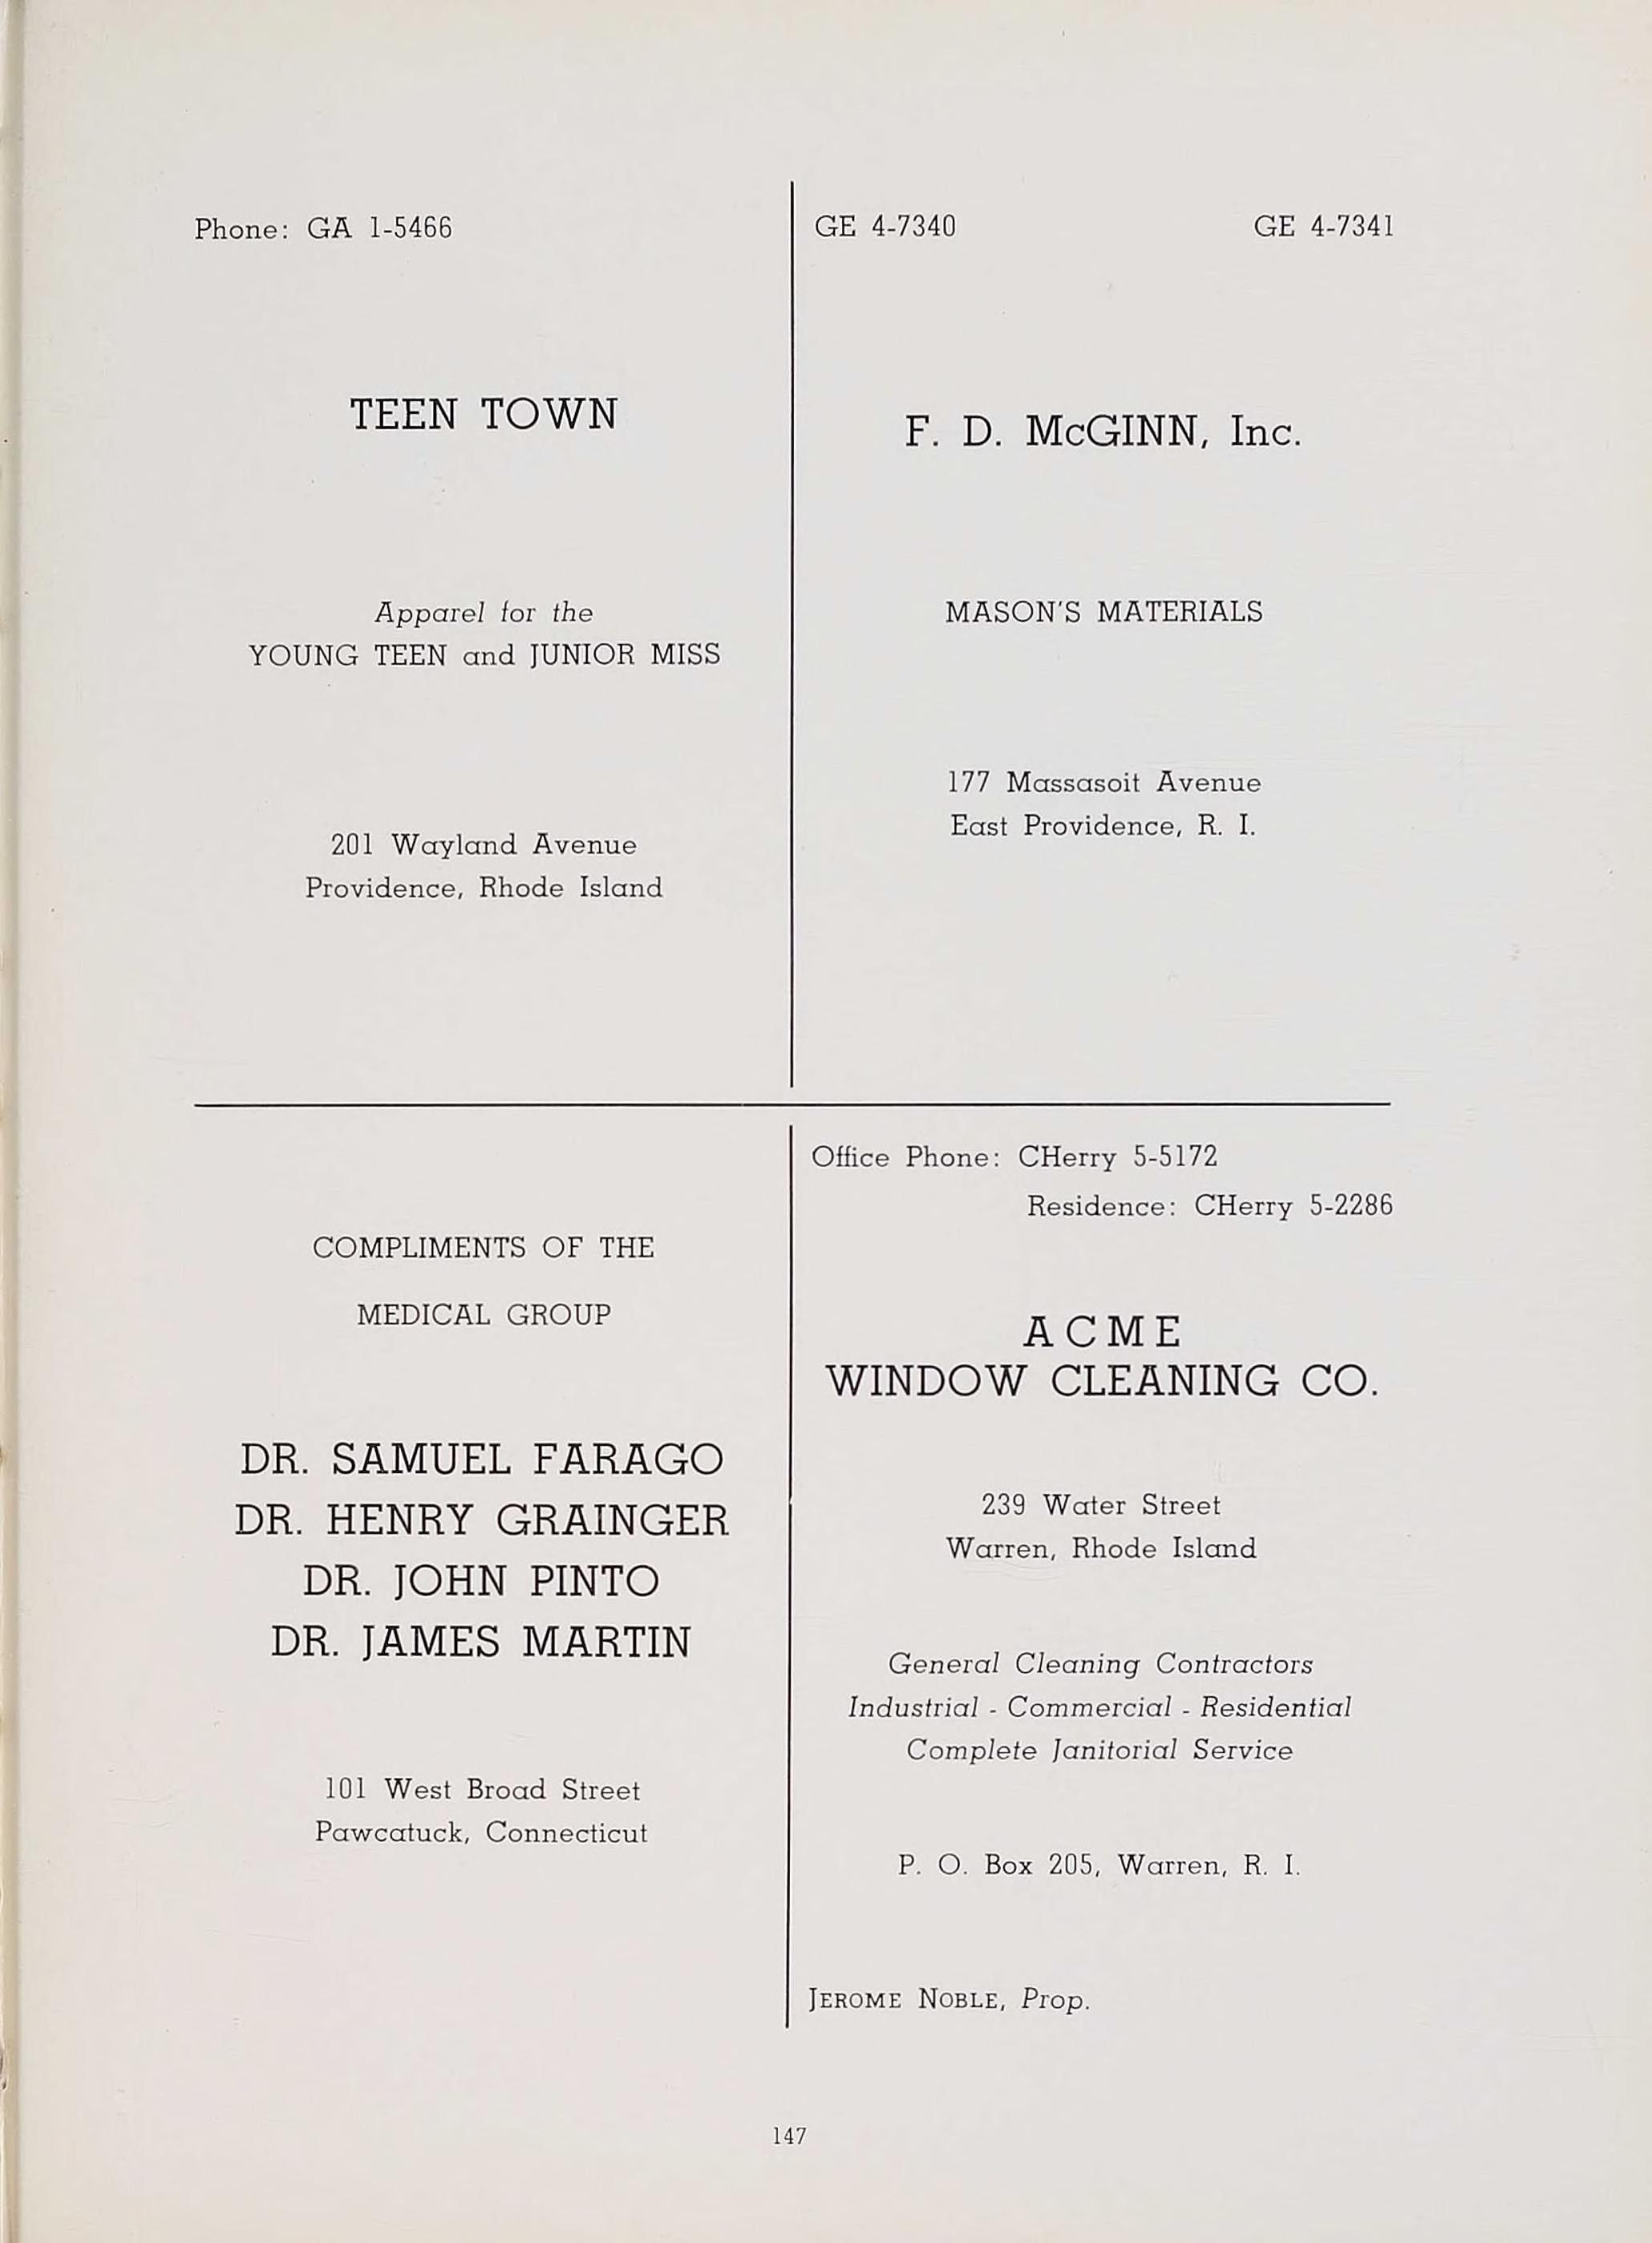 Phone: GA 1-5466
TEEN TOWN
Apparel for the
YOUNG TEEN and JUNIOR MISS
201 Wayland Avenue
Providence, Rhode Island
GE 4-7340 GE 4-7341
F. D. McGINN, Inc.
MASON'S MATERIALS
177 Massasoit Avenue
East Providence, R. I.
COMPLIMENTS OF THE
MEDICAL GROUP
DR. SAMUEL FARAGO
DR. HENRY GRAINGER
DR. JOHN PINTO
DR. JAMES MARTIN
101 West Broad Street
Pawcatuck, Connecticut
Office Phone: CHerry 5-5172
Residence: CHerry 5-2286
ACME
WINDOW CLEANING CO.
239 Water Street
Warren, Rhode Island
General Cleaning Contractors
Industrial - Commercial - Residential
Complete Janitorial Service
P. O. Box 205, Warren, R. I.
JEROME NOBLE, Prop.
147